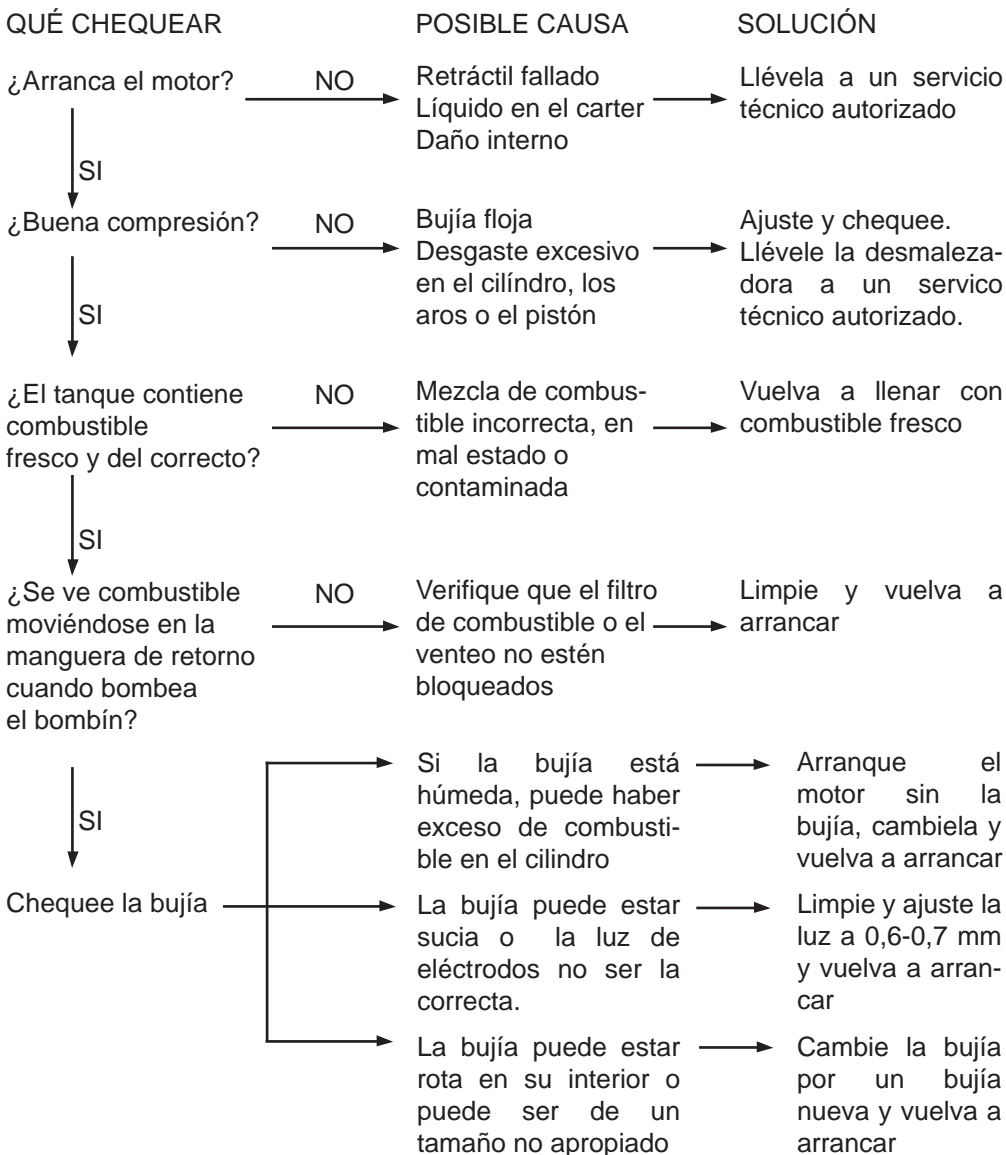 QUÉ CHEQUEAR
POSIBLE CAUSA
SOLUCIÓN
¿Arranca el motor?
NO
Retráctil fallado
Líquido en el carter
Daño interno
Llévela a un servicio
técnico autorizado
SI
¿Buena compresión?
NO
Bujía floja
Desgaste excesivo
en el cilíndro, los
aros o el pistón
Ajuste y chequee.
Llévele la desmaleza-
dora a un servico
técnico autorizado.
SI
¿El tanque contiene
combustible
fresco y del correcto?
NO
Mezcla de combus-
tible incorrecta, en
mal estado o
contaminada
Vuelva a llenar con
combustible fresco
SI
¿Se ve combustible
moviéndose en la
manguera de retorno
cuando bombea
el bombín?
NO
Verifique que el filtro
de combustible o el
venteo no estén
bloqueados
Limpie y vuelva a
arrancar
SI
Chequee la bujía
Si la bujía está
húmeda, puede haber
exceso de combusti-
ble en el cilindro
Arranque el
motor sin la
bujía, cambiela y
vuelva a arrancar
La bujía puede estar
sucia o la luz de
eléctrodos no ser la
correcta.
Limpie y ajuste la
luz a 0,6-0,7 mm
y vuelva a arran-
car
La bujía puede estar
rota en su interior o
puede ser de un
tamaño no apropiado
Cambie la bujía
por un bujía
nueva y vuelva a
arrancar